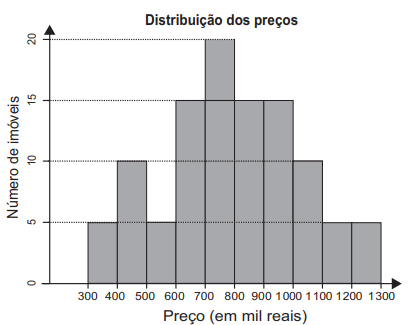 Distribuição dos preços
Número de imóveis
20
15
10
5
0
300 400 500 600 700 800 900 1000 1100 1200 1300
Preço (em mil reais)